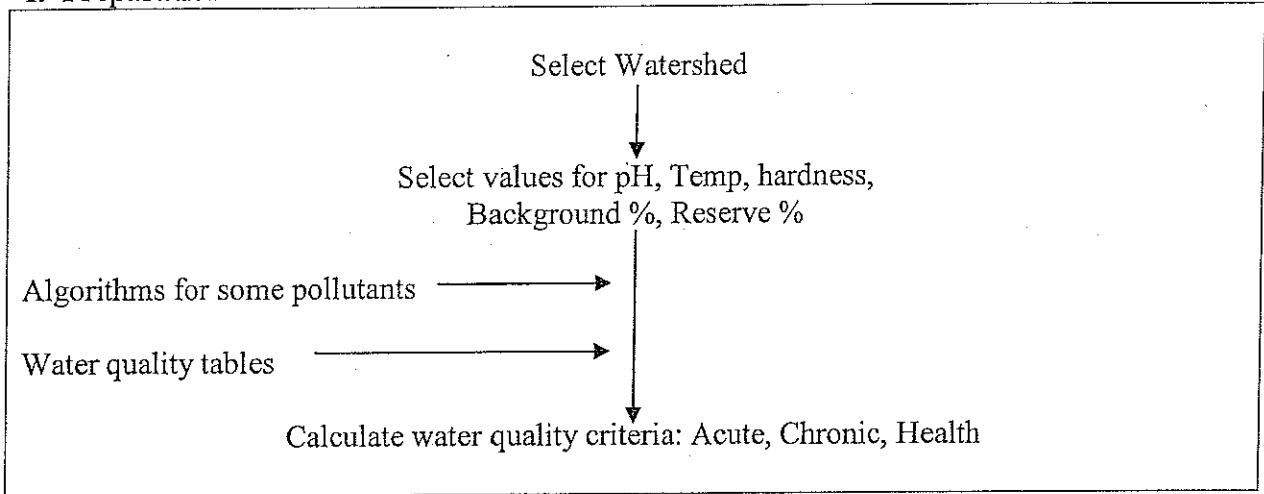 Select Watershed
Select values for pH, Temp, hardness,
Background %, Reserve %
Algorithms for some pollutants
Water quality tables
Calculate water quality criteria: Acute, Chronic, Health